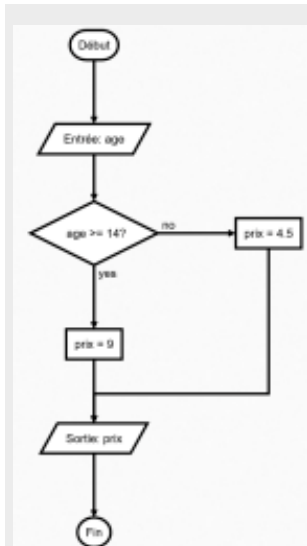 Début
Entrée: age
age >= 14?
no
prix = 4.5
yes
prix = 9
Sortie: prix
Fin